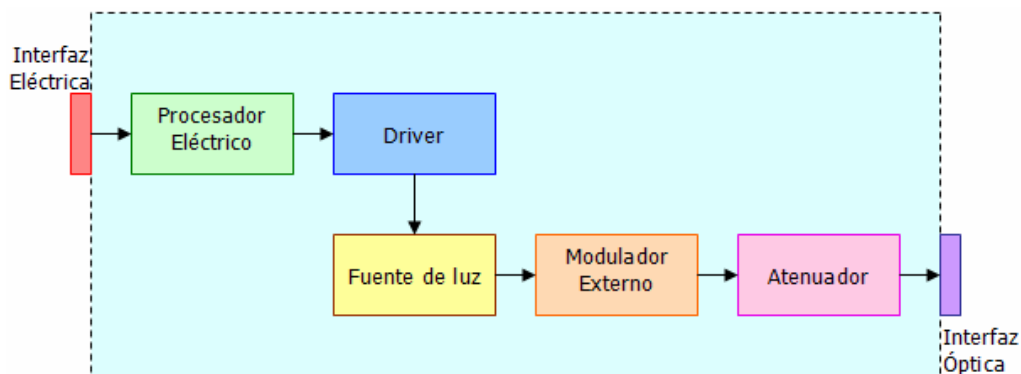 Interfaz
Eléctrica
Procesador
Eléctrico
Driver
Fuente de luz
Modulador
Externo
Atenuador
Interfaz
Óptica